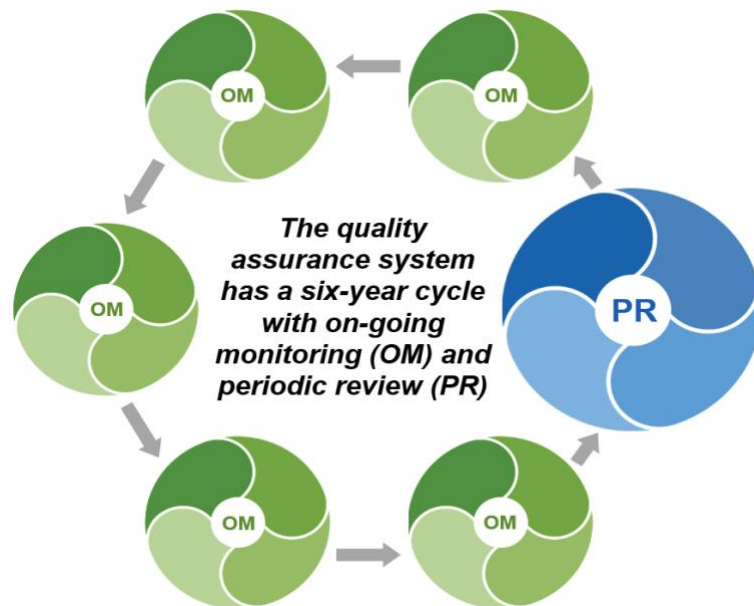 OM
OM
The quality
assurance system
has a six-year cycle
with on-going
monitoring (OM) and
periodic review (PR)
OM
PR
OM
OM